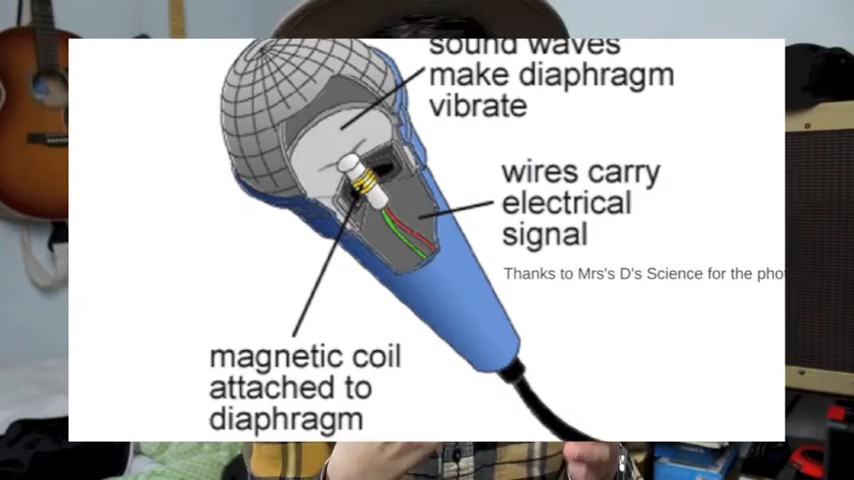 sound waves
make diaphragm
vibrate
wires carry
electrical
signal
Thanks to Mrs's D's Science for the pho
magnetic coil
attached to
diaphragm